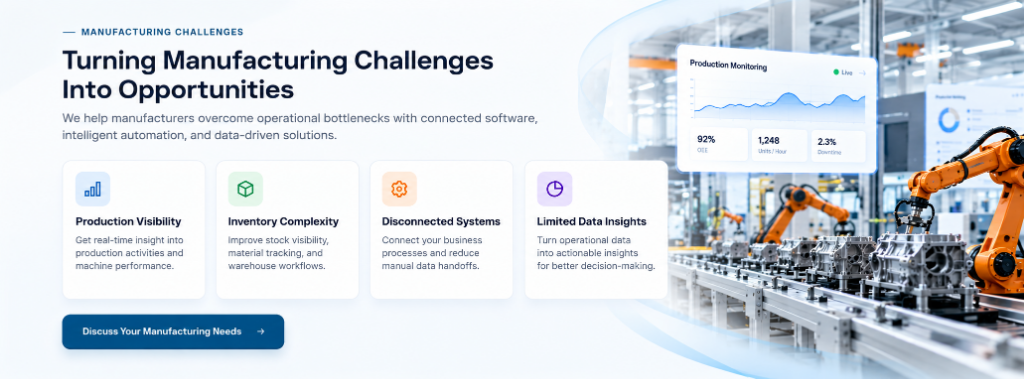 MANUFACTURING CHALLENGES
Turning Manufacturing Challenges
Into Opportunities
We help manufacturers overcome operational bottlenecks with connected software,
intelligent automation, and data-driven solutions.
Production Visibility
Get real-time insight into
production activities and
machine performance.
Inventory Complexity
Improve stock visibility,
material tracking, and
warehouse workflows.
Disconnected Systems
Connect your business
processes and reduce
manual data handoffs.
Limited Data Insights
Turn operational data
into actionable insights
for better decision-making.
Discuss Your Manufacturing Needs →
Production Monitoring
Live
92%
OEE
1,248
Units / Hour
2.3%
Downtime